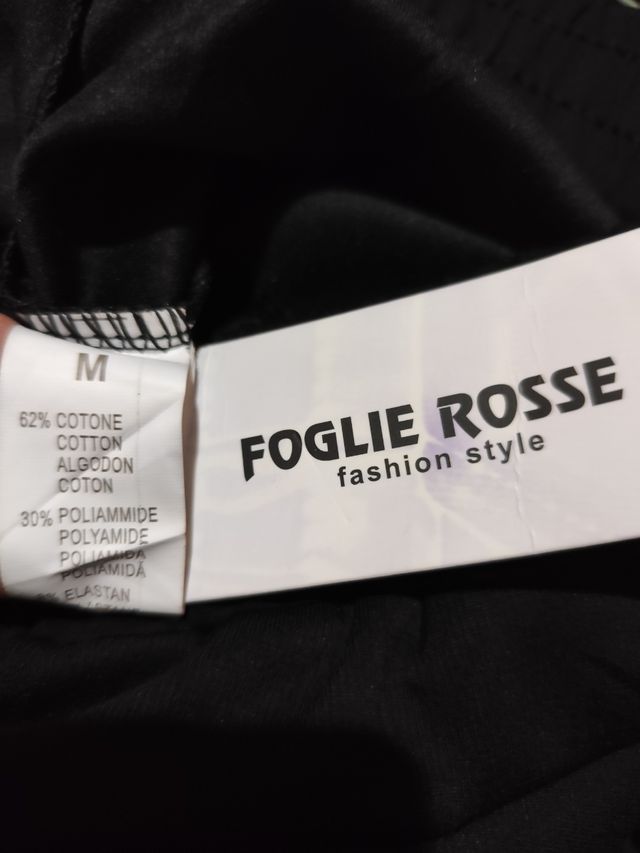 M
62% COTONE
COTTON
ALGODON
COTON
30% POLIAMMIDE
POLYAMIDE
POLIAMIDA
POLIAMIDĂ
ELASTAN
FOGLIE ROSSE
fashion style